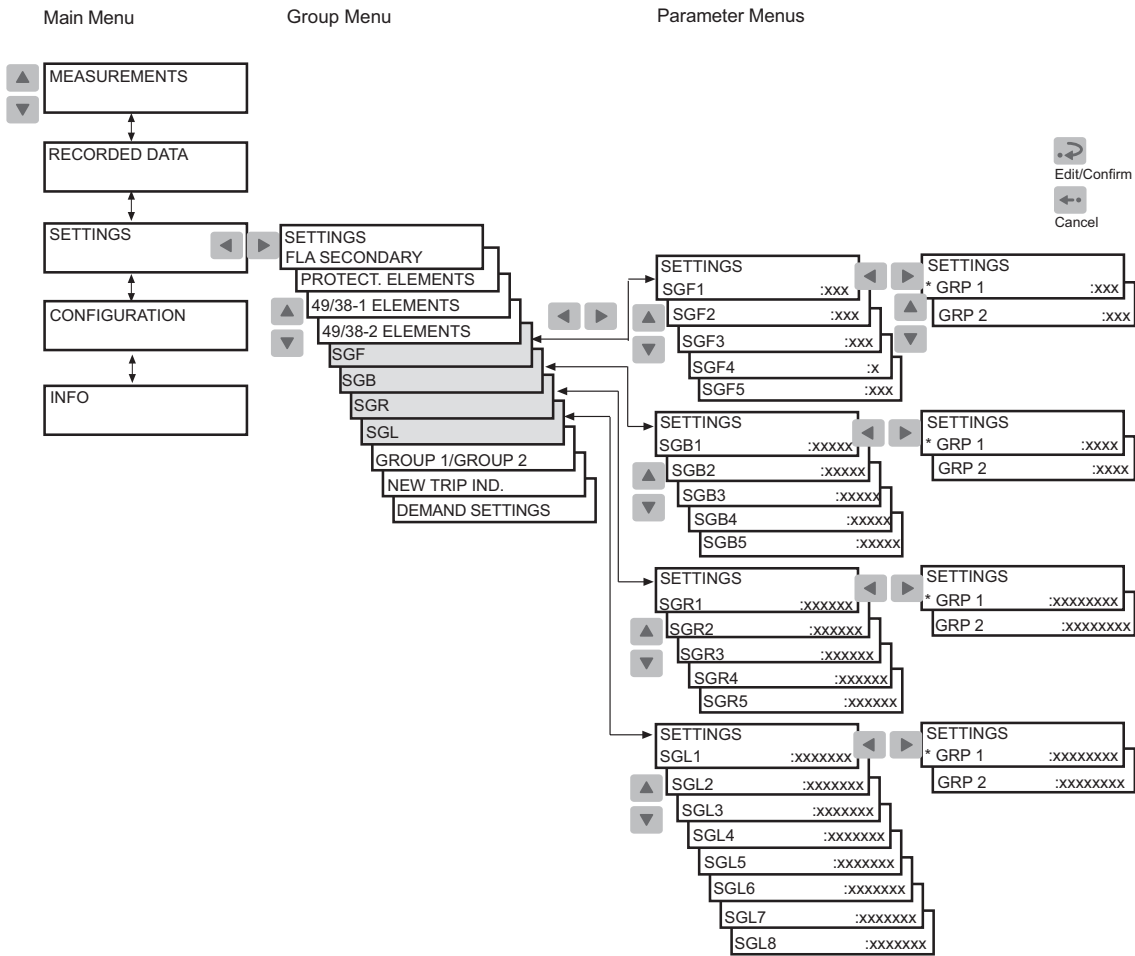 Main Menu
Group Menu
Parameter Menus
MEASUREMENTS
RECORDED DATA
SETTINGS
CONFIGURATION
INFO
SETTINGS
FLA SECONDARY
PROTECT. ELEMENTS
49/38-1 ELEMENTS
49/38-2 ELEMENTS
SGF
SGB
SGR
SGL
GROUP 1/GROUP 2
NEW TRIP IND.
DEMAND SETTINGS
Edit/Confirm
Cancel
SETTINGS
SGF1 :xxx
SGF2 :xxx
SGF3 :xxx
SGF4 :x
SGF5 :xxx
SETTINGS
* GRP 1 :xxx
GRP 2 :xxx
SETTINGS
SGB1 :xxxxx
SGB2 :xxxxx
SGB3 :xxxxx
SGB4 :xxxxx
SGB5 :xxxxx
SETTINGS
* GRP 1 :xxxx
GRP 2 :xxxx
SETTINGS
SGR1 :xxxxxx
SGR2 :xxxxxx
SGR3 :xxxxxx
SGR4 :xxxxxx
SGR5 :xxxxxx
SETTINGS
* GRP 1 :xxxxxxxx
GRP 2 :xxxxxxxx
SETTINGS
SGL1 :xxxxxxx
SGL2 :xxxxxxx
SGL3 :xxxxxxx
SGL4 :xxxxxxx
SGL5 :xxxxxxx
SGL6 :xxxxxxx
SGL7 :xxxxxxx
SGL8 :xxxxxxx
SETTINGS
* GRP 1 :xxxxxxxx
GRP 2 :xxxxxxxx